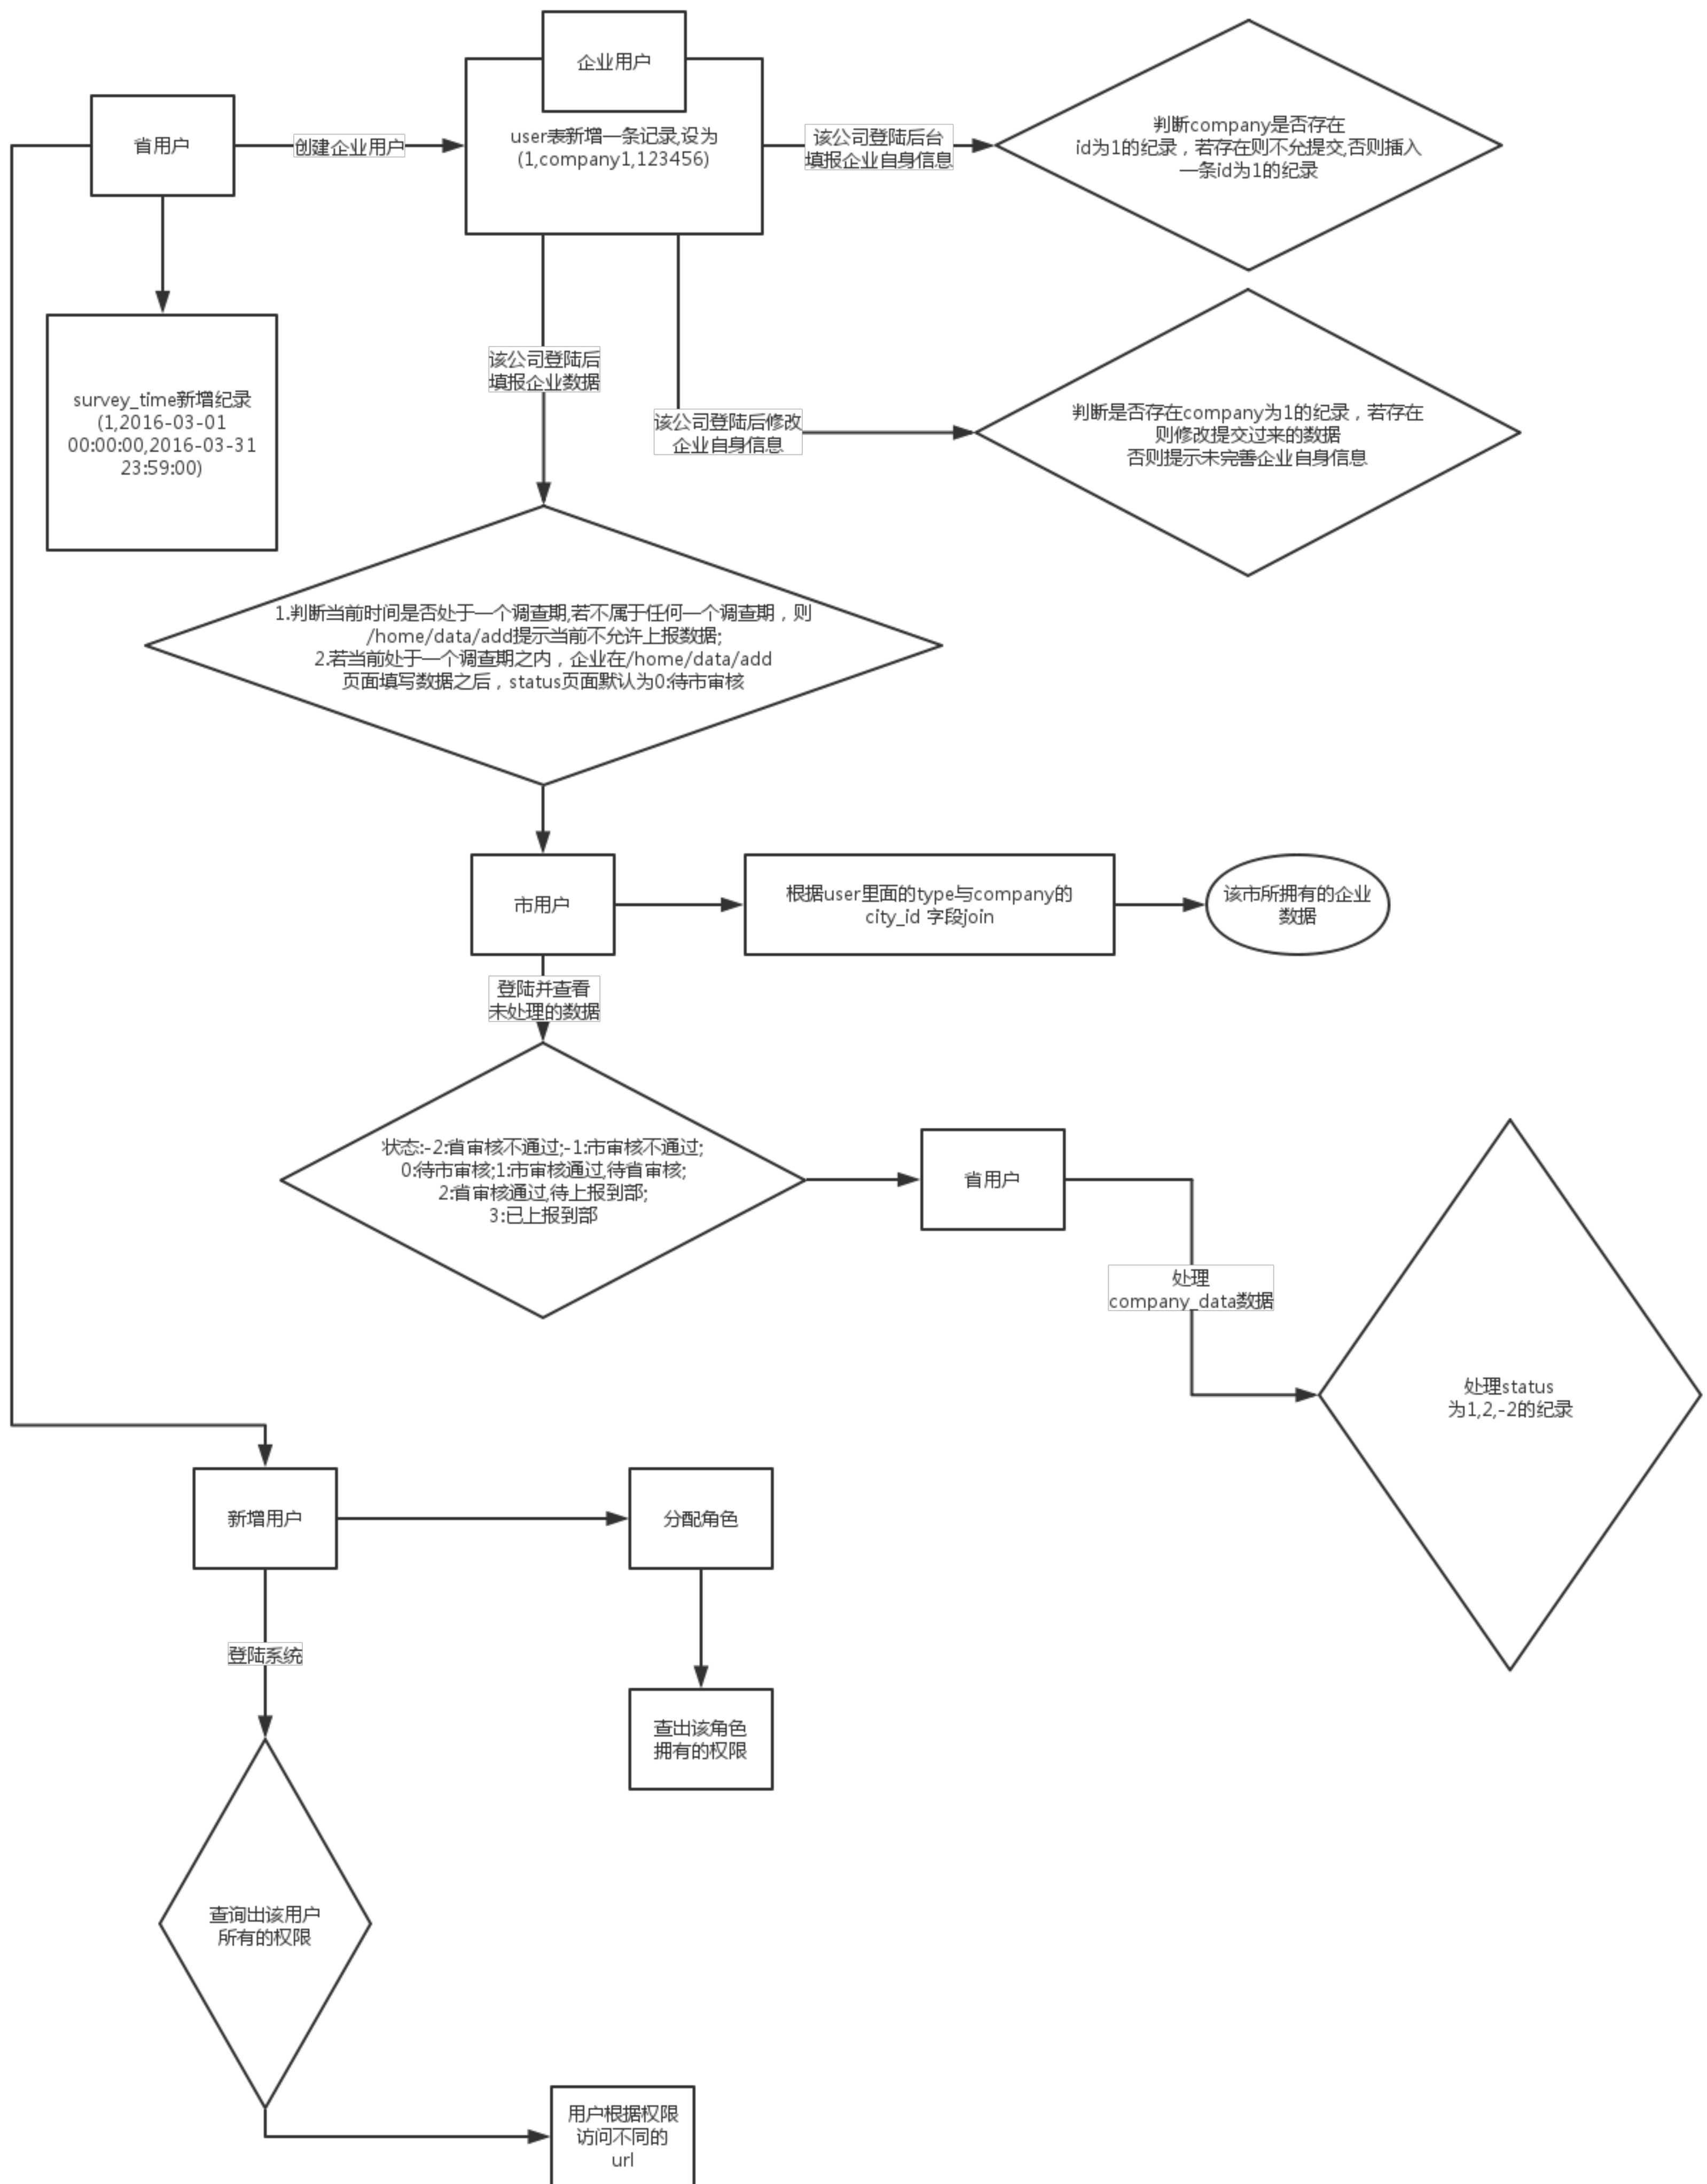 企业用户
省用户
创建企业用户
user表新增一条记录,设为
(1,company1,123456)
该公司登陆后台
填报企业自身信息
判断company是否存在
id为1的纪录，若存在则不允提交,否则插入
一条id为1的纪录
survey_time新增纪录
(1,2016-03-01
00:00:00,2016-03-31
23:59:00)
该公司登陆后
填报企业数据
该公司登陆后修改
企业自身信息
判断是否存在company为1的纪录，若存在
则修改提交过来的数据
否则提示未完善企业自身信息
1.判断当前时间是否处于一个调查期,若不属于任何一个调查期，则
/home/data/add提示当前不允许上报数据;
2.若当前处于一个调查期之内，企业在/home/data/add
页面填写数据之后，status页面默认为0:待市审核
市用户
根据user里面的type与company的
city_id 字段join
该市所拥有的企业
数据
登陆并查看
未处理的数据
状态:-2:省审核不通过;-1:市审核不通过;
0:待市审核;1:市审核通过,待省审核;
2:省审核通过,待上报到部;
3:已上报到部
省用户
处理
company_data数据
处理status
为1,2,-2的纪录
新增用户
分配角色
登陆系统
查出该角色
拥有的权限
查询出该用户
所有的权限
用户根据权限
访问不同的
url